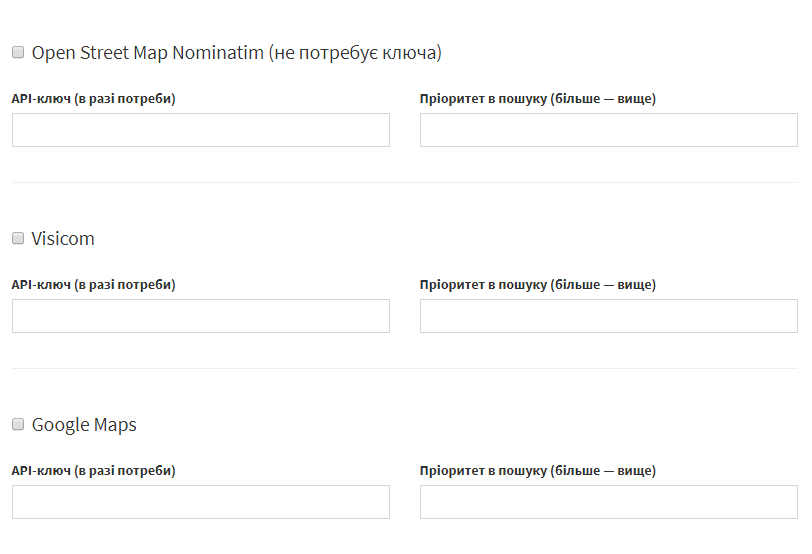 Open Street Map Nominatim (не потребує ключа)
API-ключ (в разі потреби) Пріоритет в пошуку (більше — вище)
Visicom
API-ключ (в разі потреби) Пріоритет в пошуку (більше — вище)
Google Maps
API-ключ (в разі потреби) Пріоритет в пошуку (більше — вище)